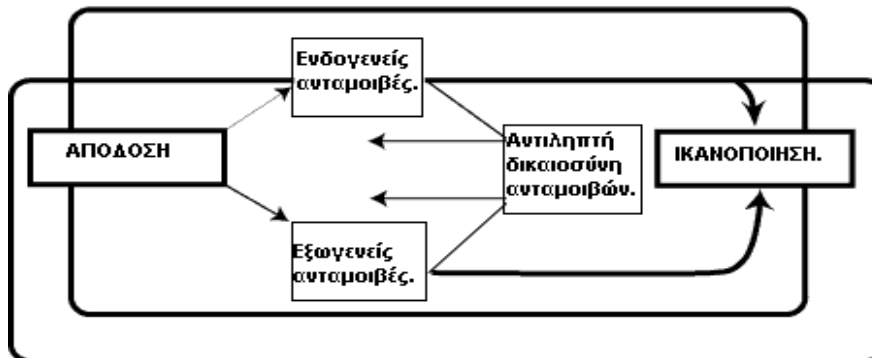 Ενδογενείς
ανταμοιβές.
ΑΠΟΔΟΣΗ
Αντιληπτή
δικαιοσύνη
ανταμοιβών.
ΙΚΑΝΟΠΟΙΗΣΗ.
Εξωγενείς
ανταμοιβές.